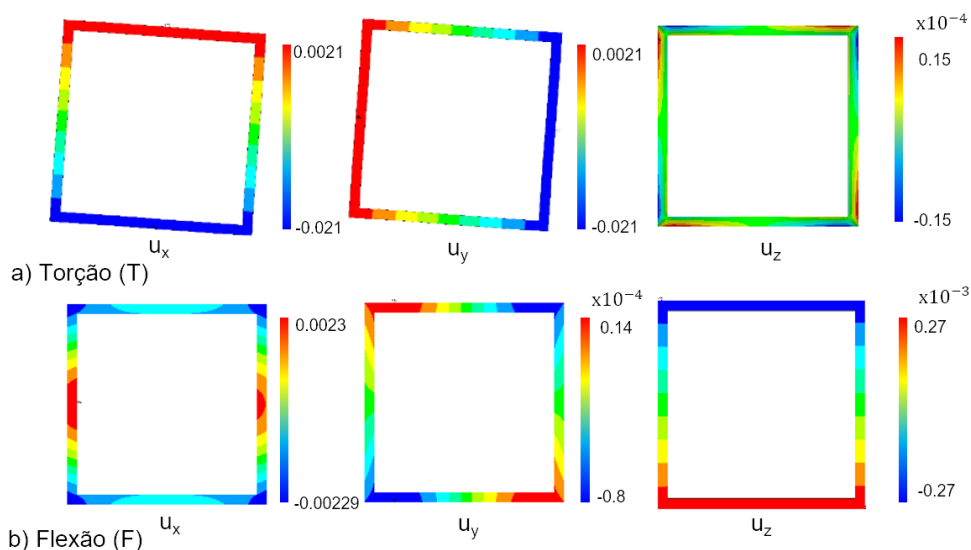 x10⁻⁴
0.0021
0.0021
0.15
-0.021
-0.021
-0.15
uₓ
u_y
u_z
a) Torção (T)
x10⁻⁴
x10⁻³
0.0023
0.14
0.27
-0.00229
-0.8
-0.27
uₓ
u_y
u_z
b) Flexão (F)